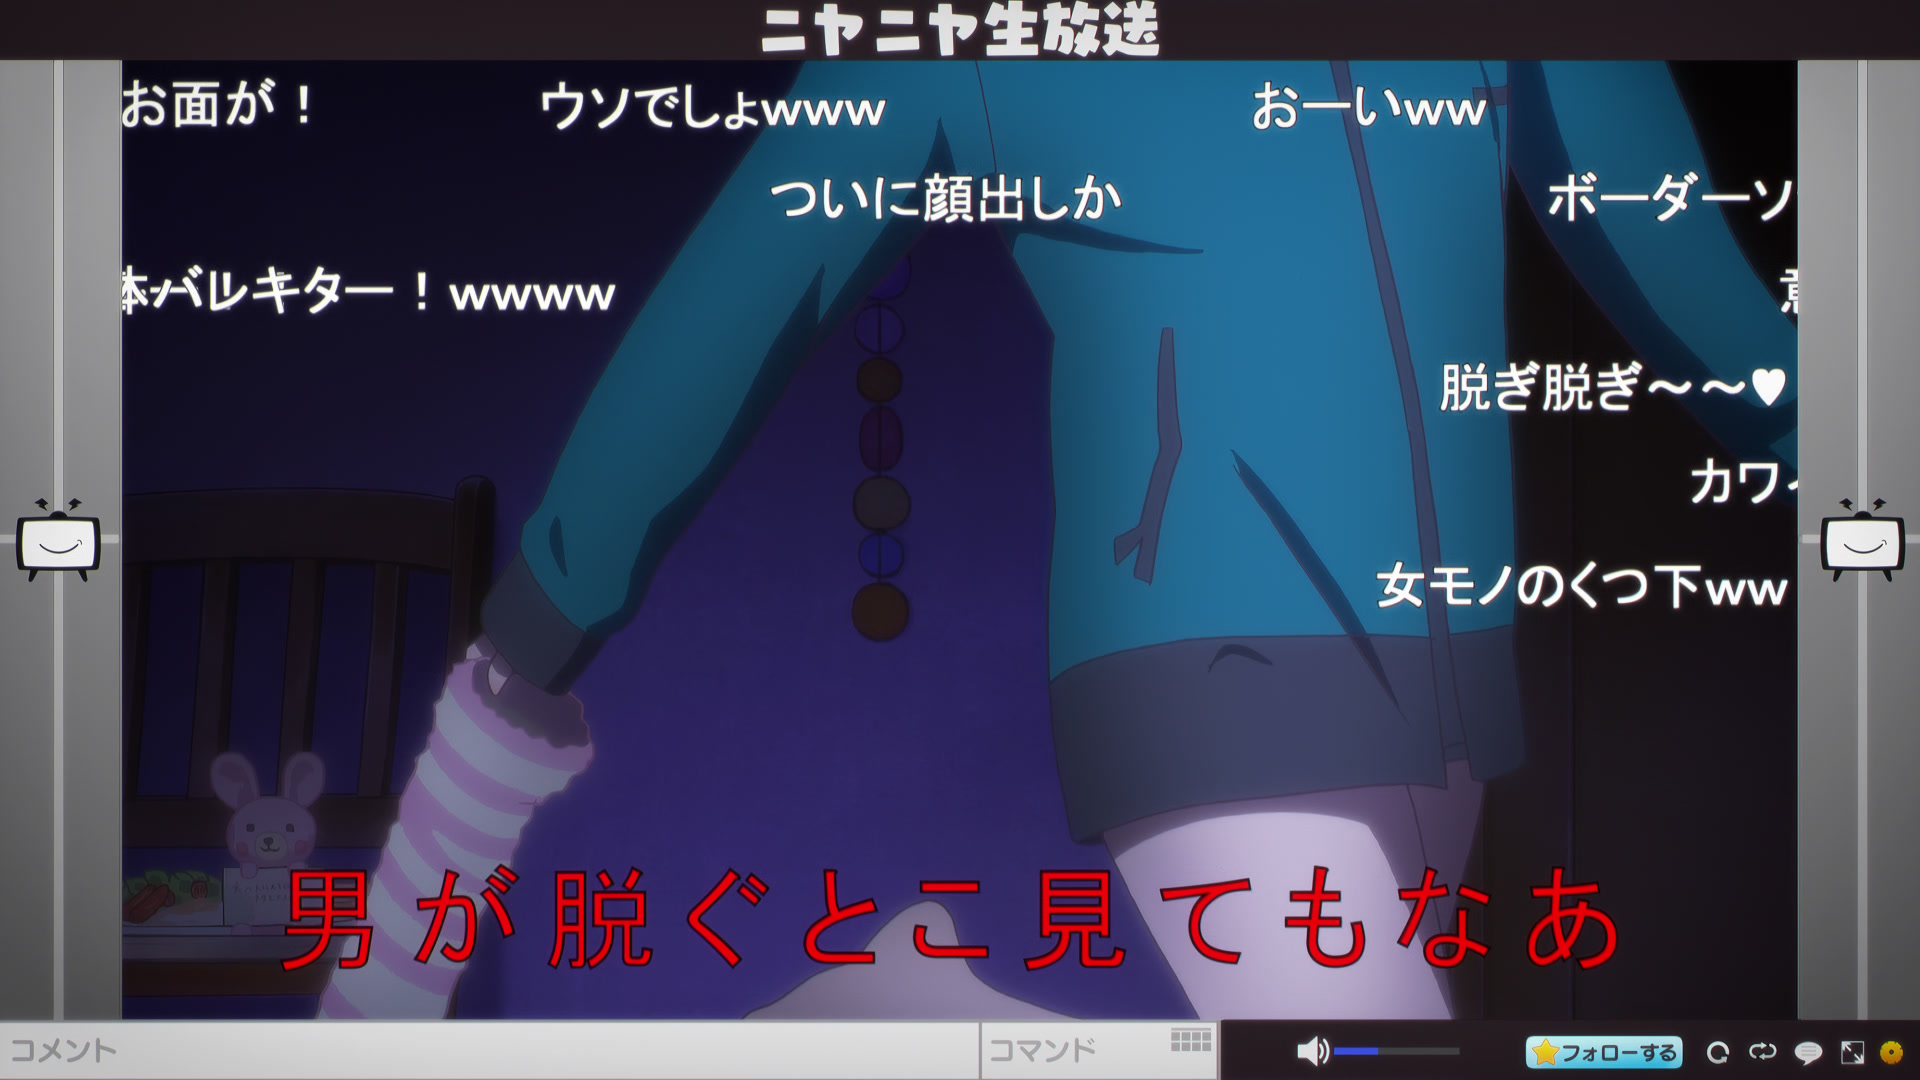 ニヤニヤ生放送
お面が！
ウソでしょwww
おーいww
ついに顔出しか
ボーダーソ
体バレキター！wwww
脱ぎ脱ぎ～～♥
カワイ
女モノのくつ下ww
男が脱ぐとこ見てもなあ
コメント
コマンド
フォローする